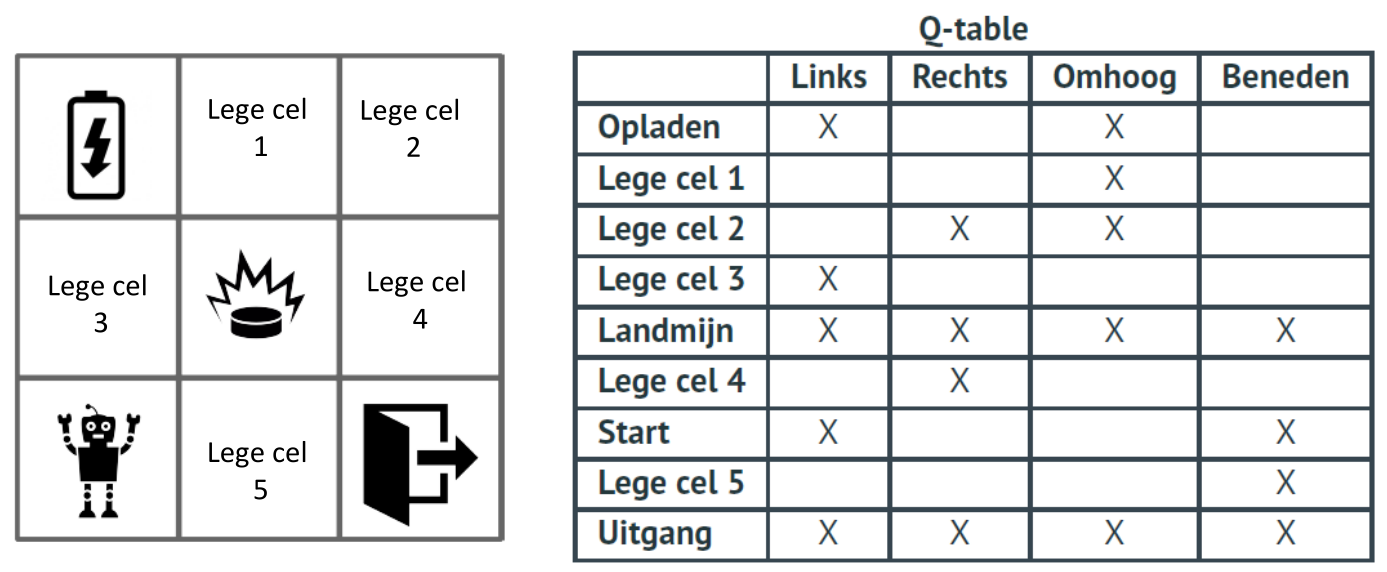 Lege cel
1
Lege cel
2
Lege cel
3
Lege cel
4
Lege cel
5
Q-table
Links Rechts Omhoog Beneden
Opladen X X
Lege cel 1 X
Lege cel 2 X X
Lege cel 3 X
Landmijn X X X X
Lege cel 4 X
Start X X
Lege cel 5 X
Uitgang X X X X